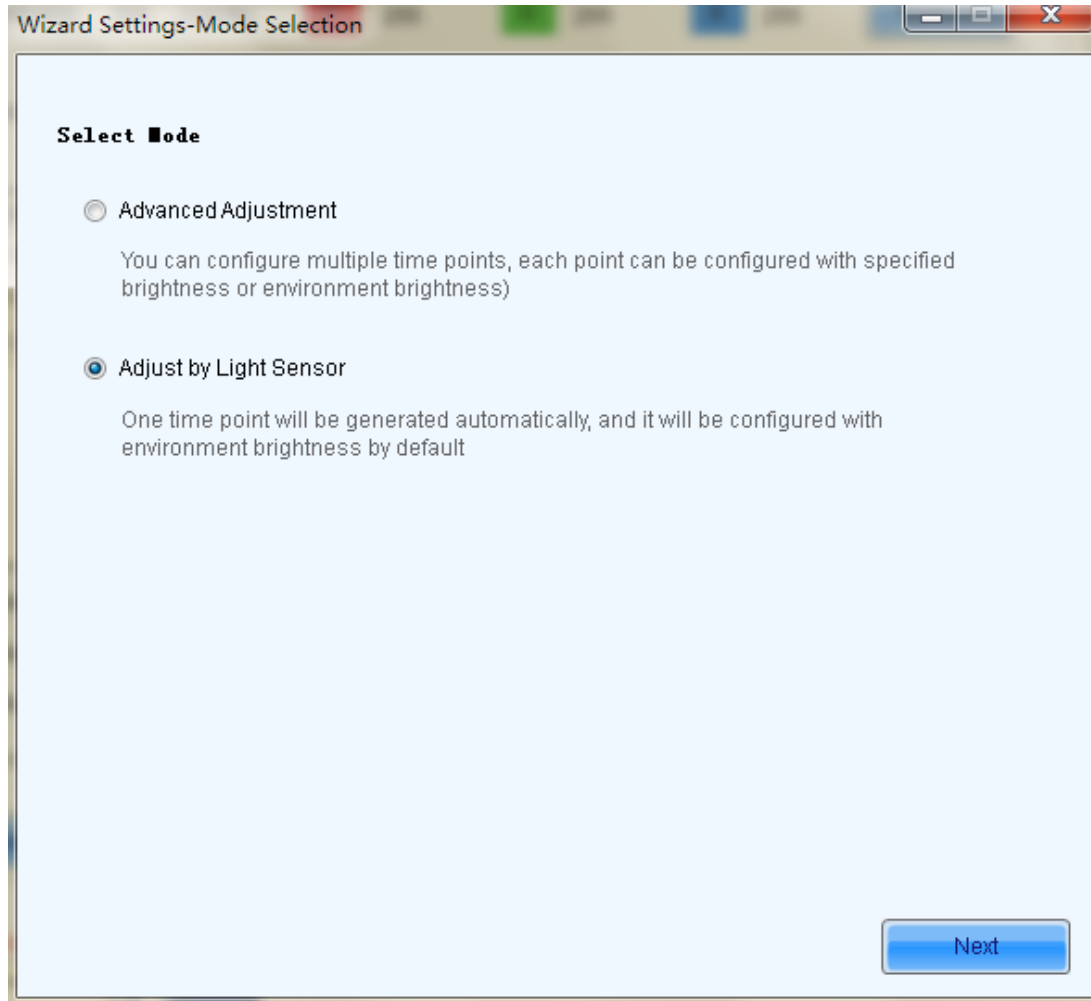 Wizard Settings-Mode Selection
Select Mode
Advanced Adjustment
You can configure multiple time points, each point can be configured with specified
brightness or environment brightness)
Adjust by Light Sensor
One time point will be generated automatically, and it will be configured with
environment brightness by default
Next